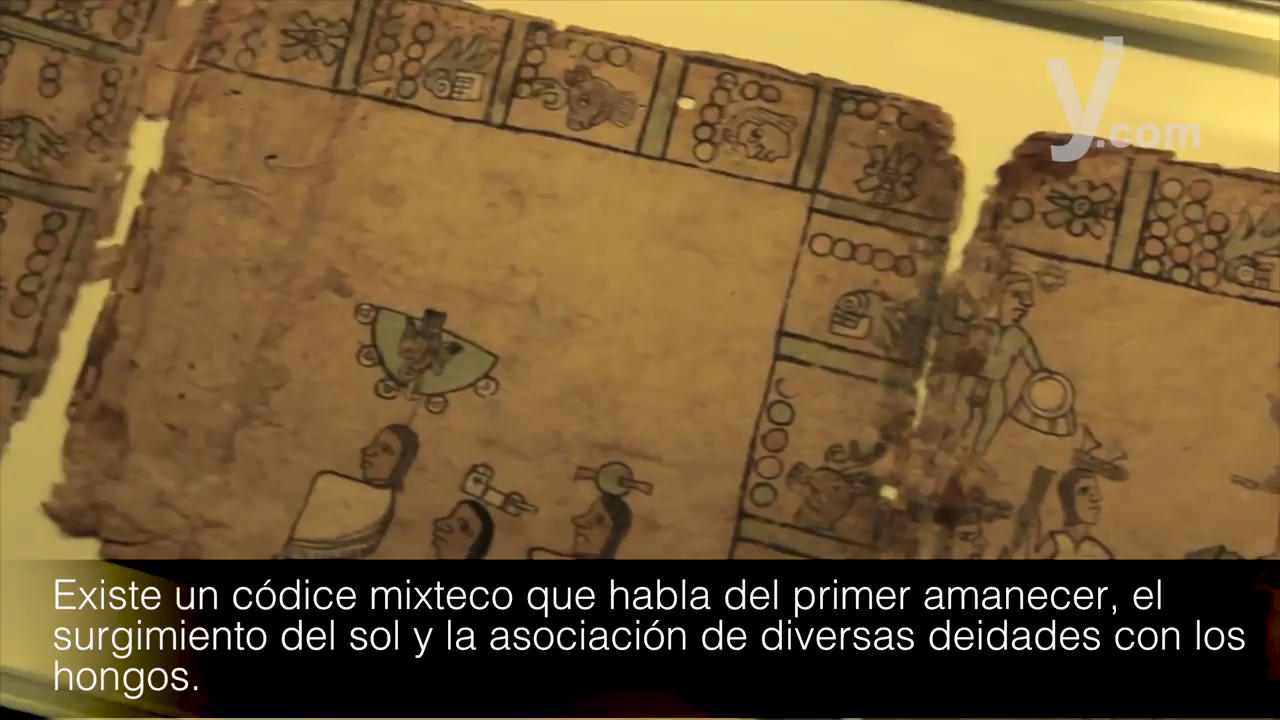 y.com
Existe un códice mixteco que habla del primer amanecer, el
surgimiento del sol y la asociación de diversas deidades con los
hongos.